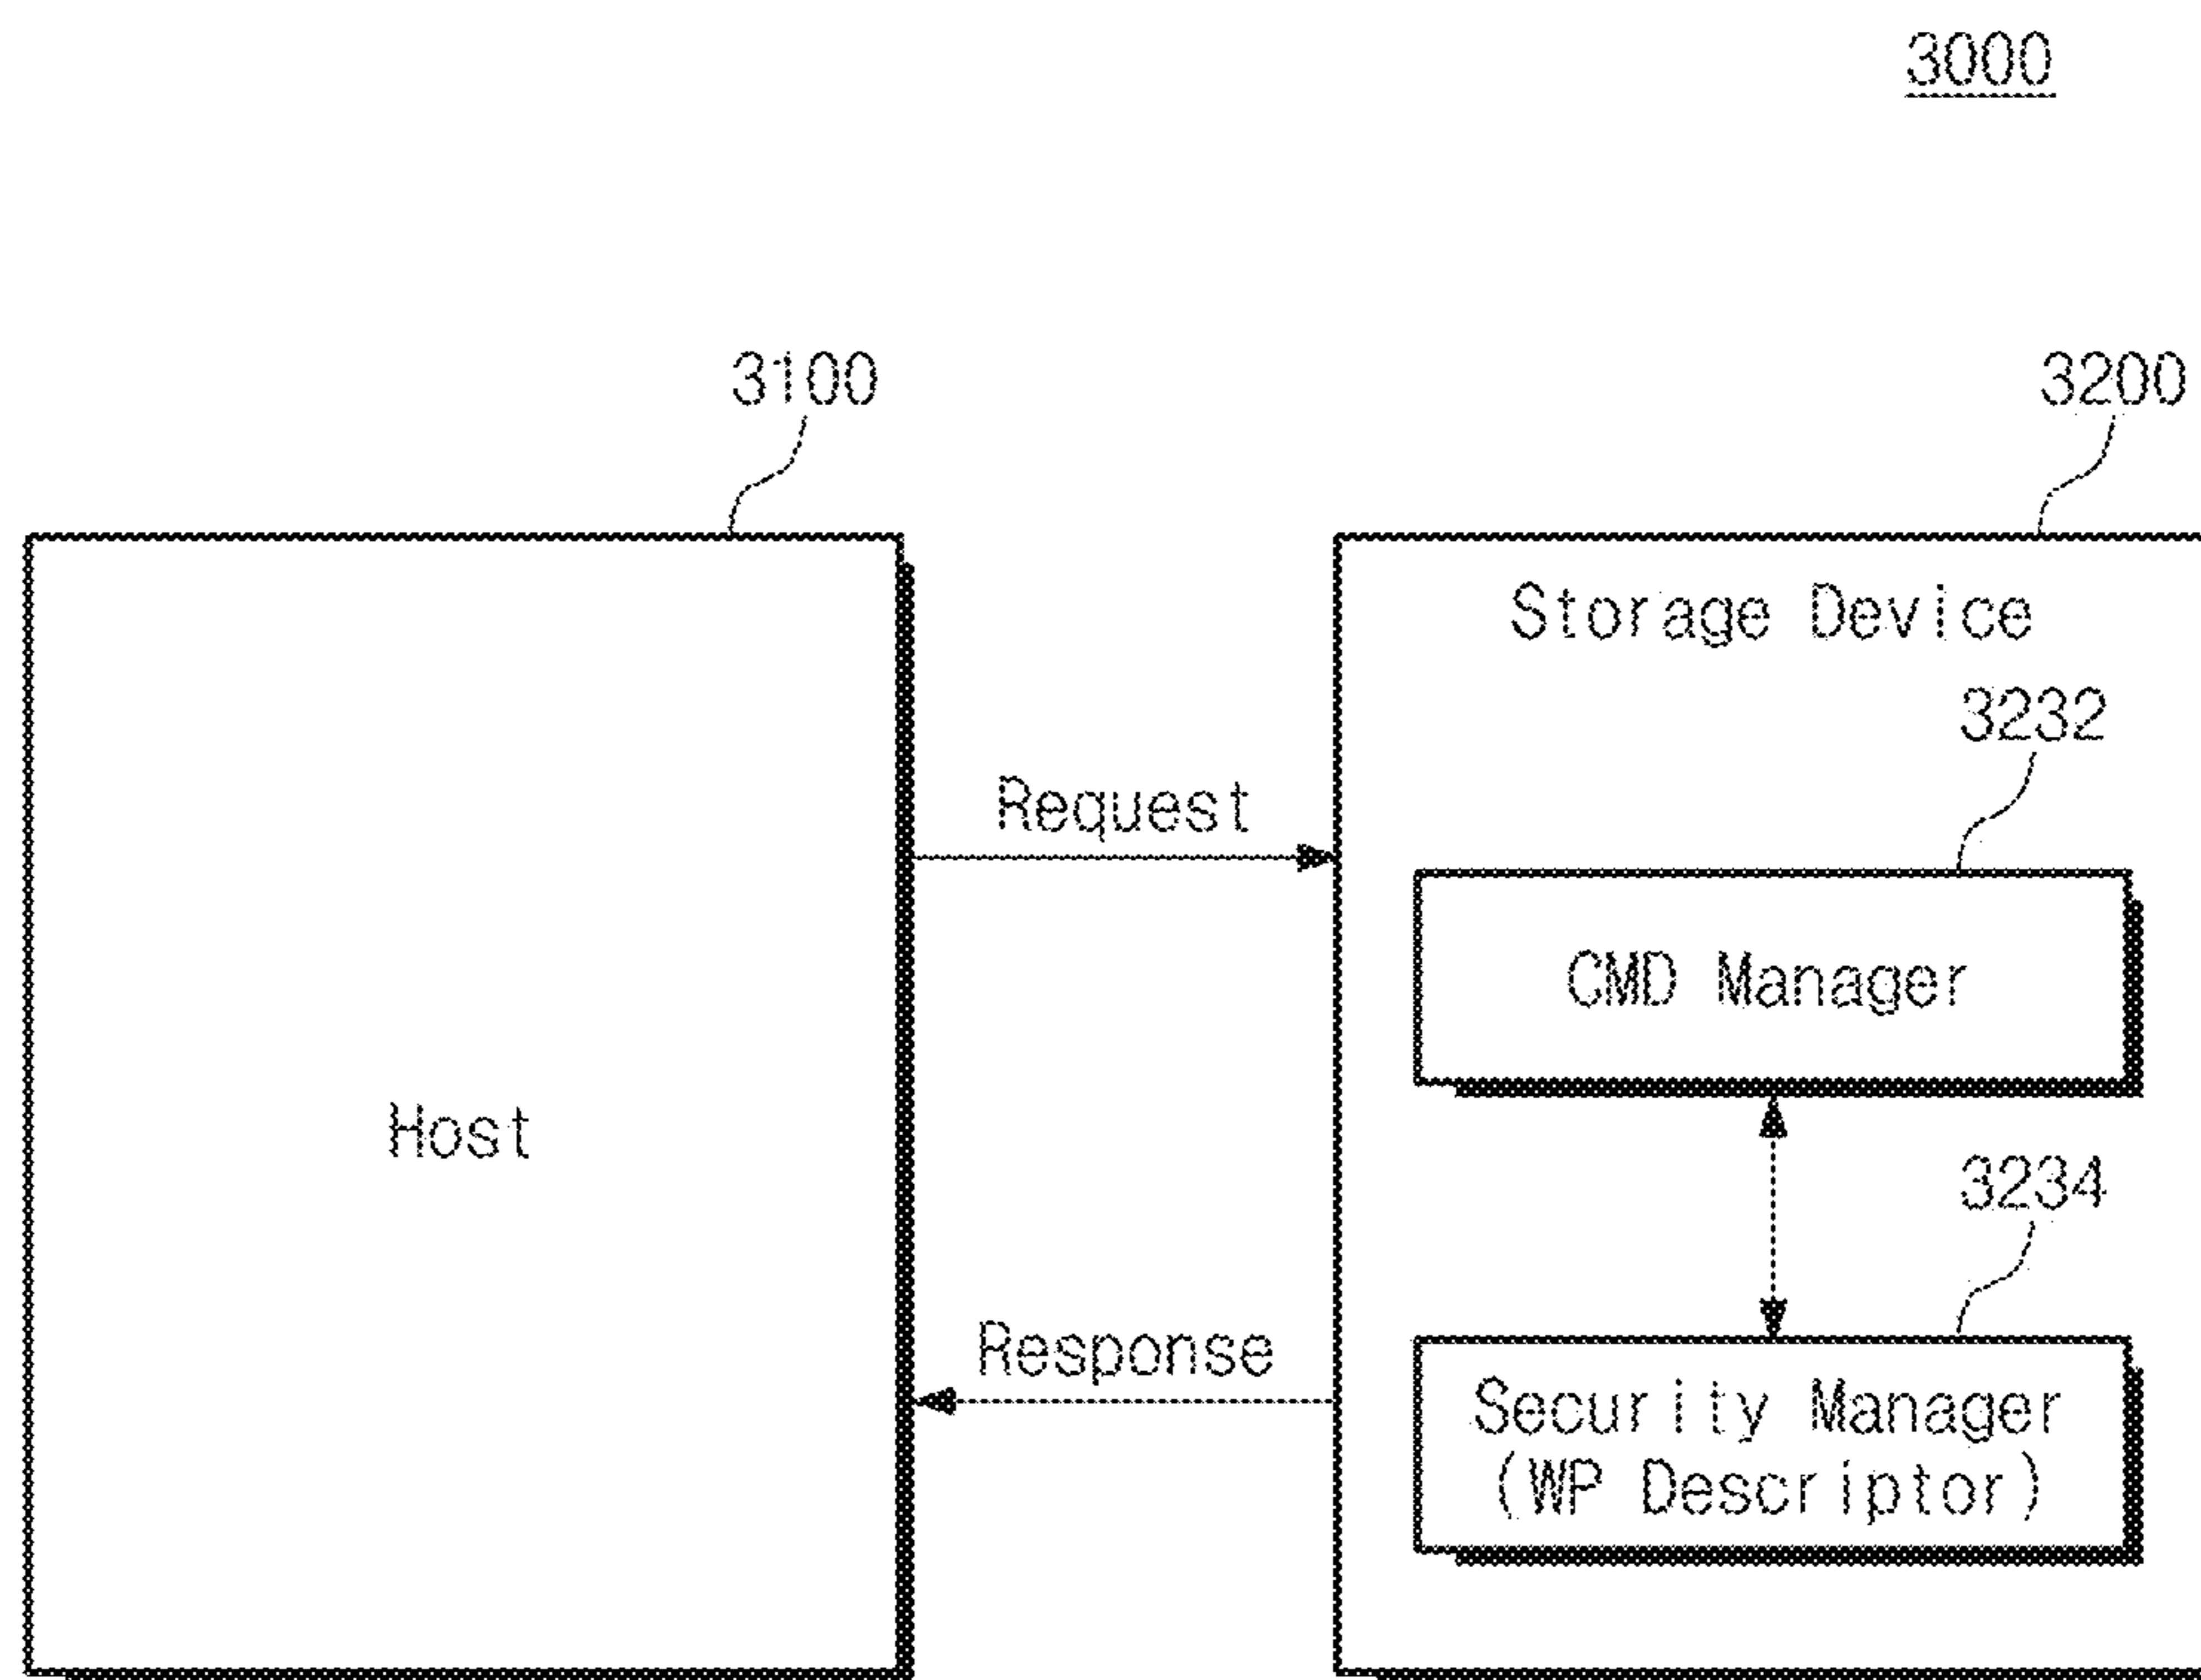 3000
3100
3200
Storage Device
3232
Request
CMD Manager
Host
3234
Response
Security Manager
(WP Descriptor)